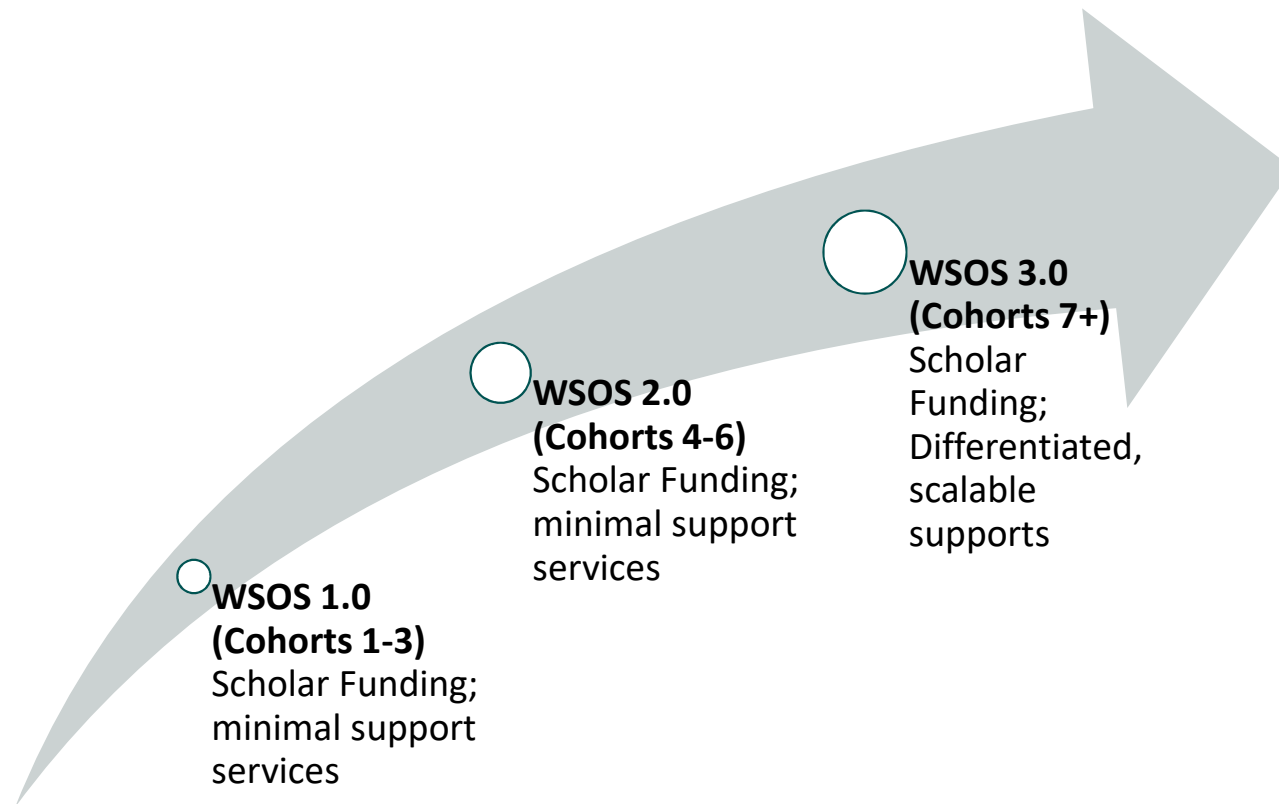 WSOS 1.0
(Cohorts 1-3)
Scholar Funding;
minimal support
services
WSOS 2.0
(Cohorts 4-6)
Scholar Funding;
minimal support
services
WSOS 3.0
(Cohorts 7+)
Scholar
Funding;
Differentiated,
scalable
supports